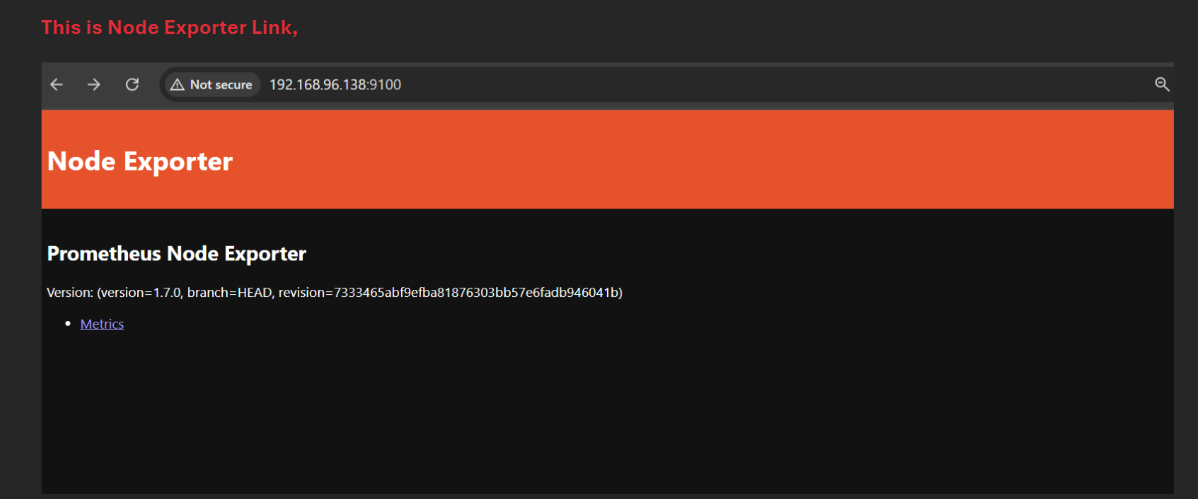 This is Node Exporter Link,
Not secure 192.168.96.138:9100
Node Exporter
Prometheus Node Exporter
Version: (version=1.7.0, branch=HEAD, revision=7333465abf9efba81876303bb57e6fadb946041b)
Metrics